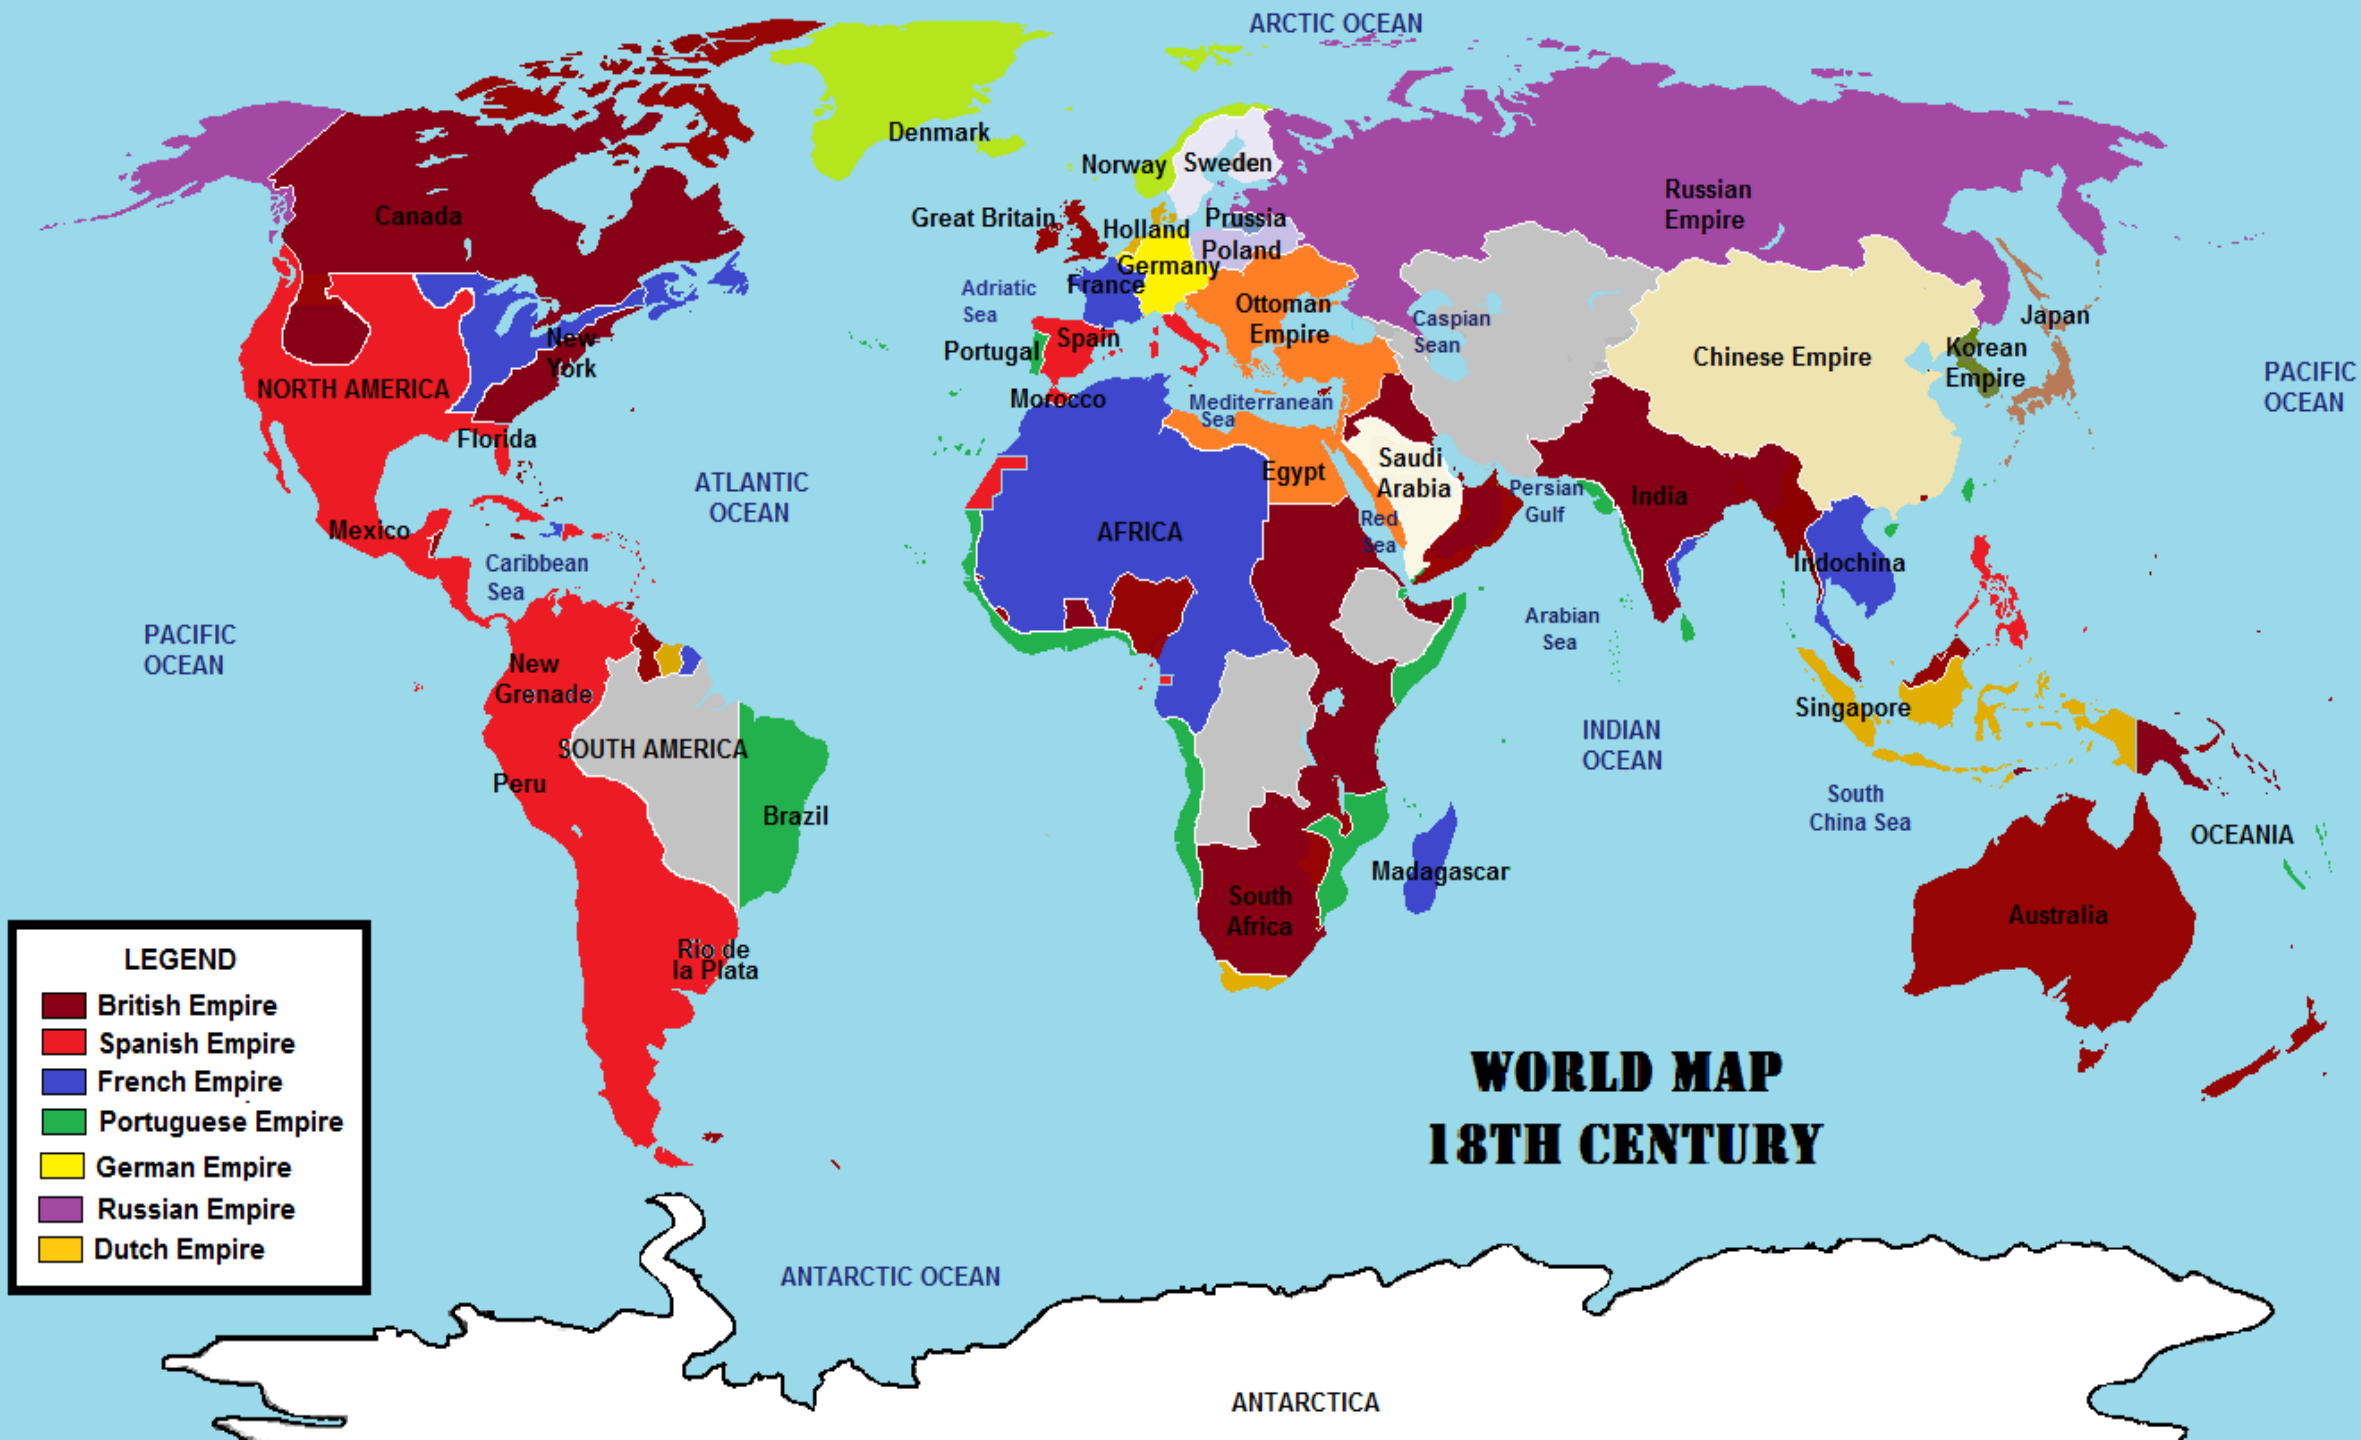 ARCTIC OCEAN
Denmark
Norway
Sweden
Russian
Empire
Canada
Great Britain
Holland
Prussia
Poland
Germany
France
Adriatic
Sea
Ottoman
Empire
Caspian
Sean
Japan
Chinese Empire
Korean
Empire
PACIFIC
OCEAN
New
York
Portugal
Spain
NORTH AMERICA
Morocco
Mediterranean
Sea
Florida
Egypt
Saudi
Arabia
ATLANTIC
OCEAN
Persian
Gulf
India
Mexico
AFRICA
Red
Sea
Caribbean
Sea
Indochina
PACIFIC
OCEAN
Arabian
Sea
New
Grenade
Singapore
SOUTH AMERICA
INDIAN
OCEAN
Peru
Brazil
South
China Sea
OCEANIA
Madagascar
South
Africa
Australia
Rio de
la Plata
LEGEND
British Empire
Spanish Empire
French Empire
Portuguese Empire
German Empire
Russian Empire
Dutch Empire
WORLD MAP
18TH CENTURY
ANTARCTIC OCEAN
ANTARCTICA